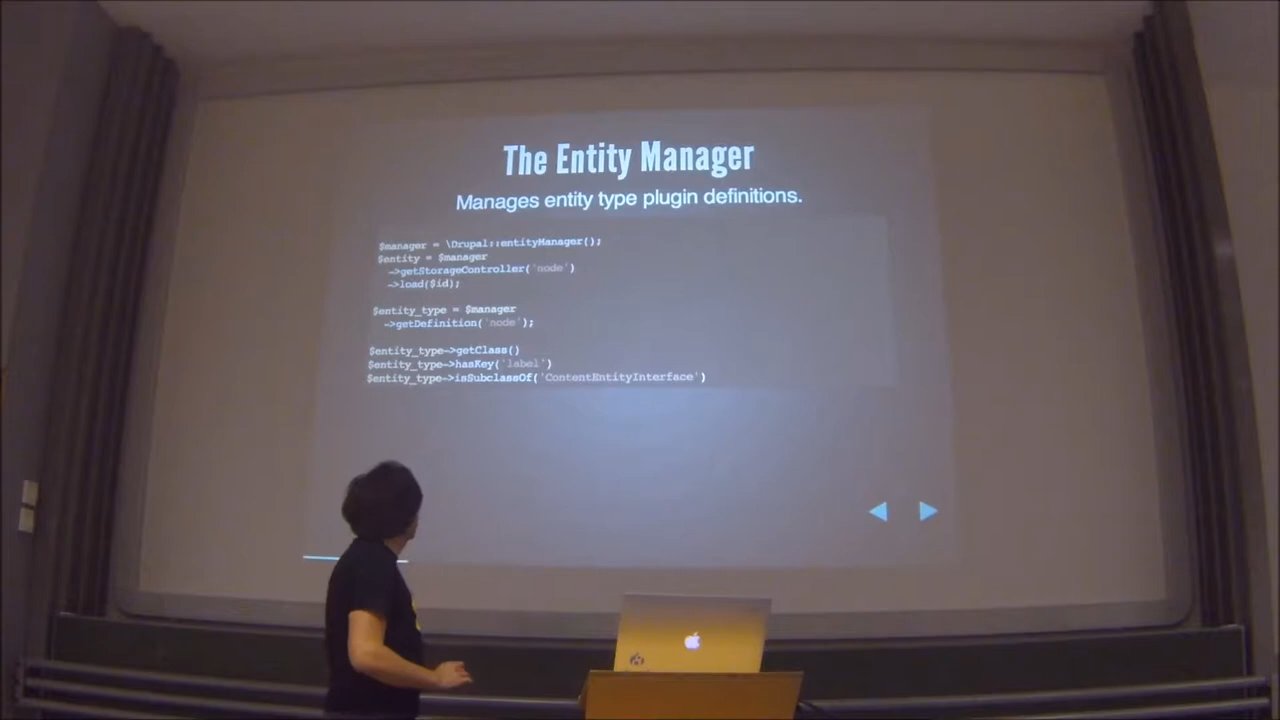 The Entity Manager
Manages entity type plugin definitions.
$manager = \Drupal::entityManager();
$entity = $manager
->getStorageController('node')
->load($id);
$entity_type = $manager
->getDefinition('node');
$entity_type->getClass()
$entity_type->hasKey('label')
$entity_type->isSubclassOf('ContentEntityInterface')